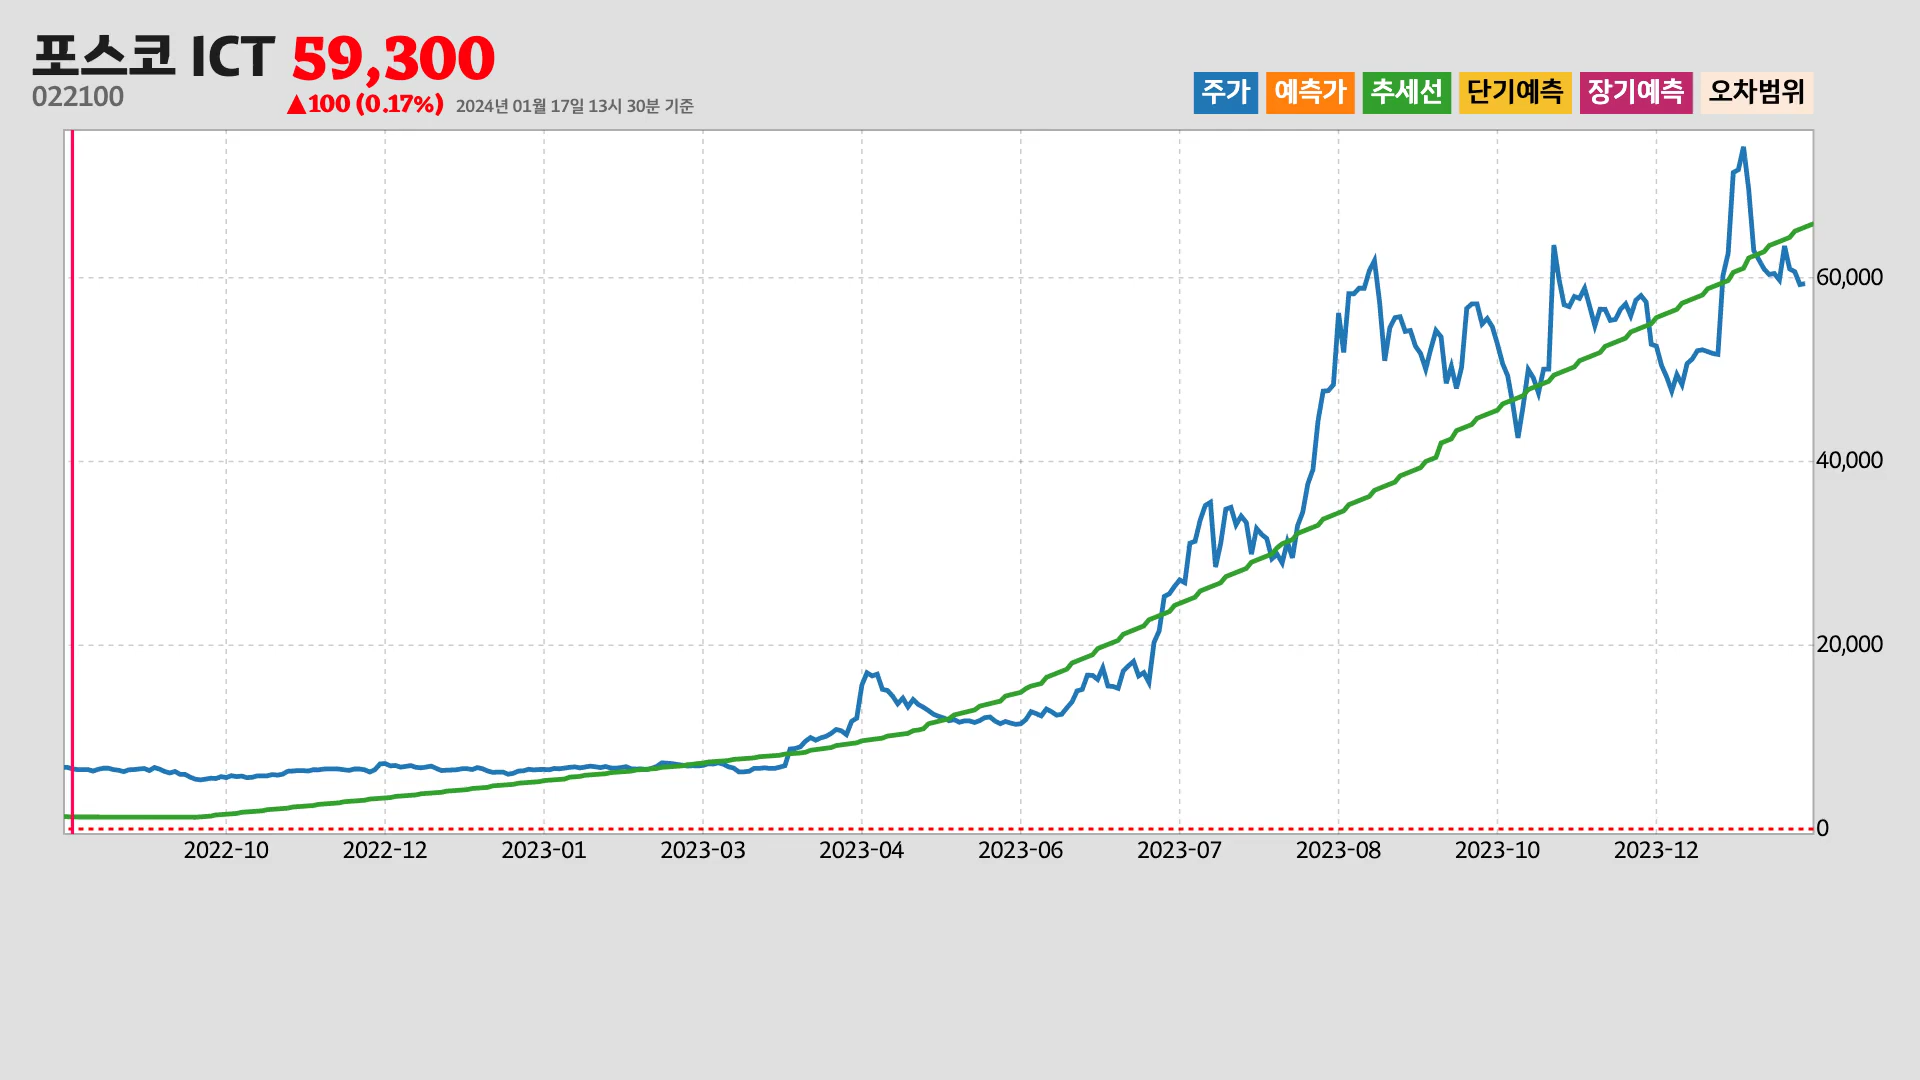 포스코 ICT 59,300
022100
▲100 (0.17%) 2024년 01월 17일 13시 30분 기준
주가 예측가 추세선 단기예측 장기예측 오차범위
60,000
40,000
20,000
0
2022-10 2022-12 2023-01 2023-03 2023-04 2023-06 2023-07 2023-08 2023-10 2023-12